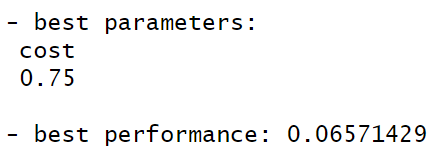 - best parameters:
cost
0.75
- best performance: 0.06571429